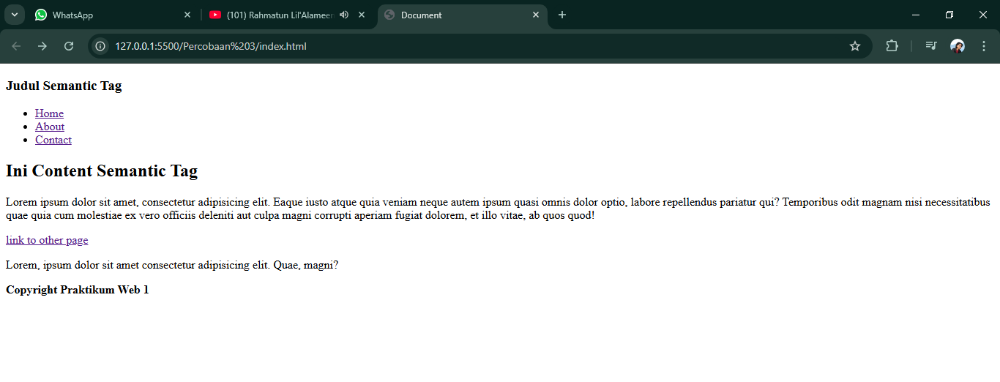 WhatsApp
(101) Rahmatun Lil'Alameen
Document
127.0.0.1:5500/Percobaan%203/index.html
Judul Semantic Tag
Home
About
Contact
Ini Content Semantic Tag
Lorem ipsum dolor sit amet, consectetur adipisicing elit. Eaque iusto atque quia veniam neque autem ipsum quasi omnis dolor optio, labore repellendus pariatur qui? Temporibus odit magnam nisi necessitatibus
quae quia cum molestiae ex vero officiis deleniti aut culpa magni corrupti aperiam fugiat dolorem, et illo vitae, ab quos quod!
link to other page
Lorem, ipsum dolor sit amet consectetur adipisicing elit. Quae, magni?
Copyright Praktikum Web 1